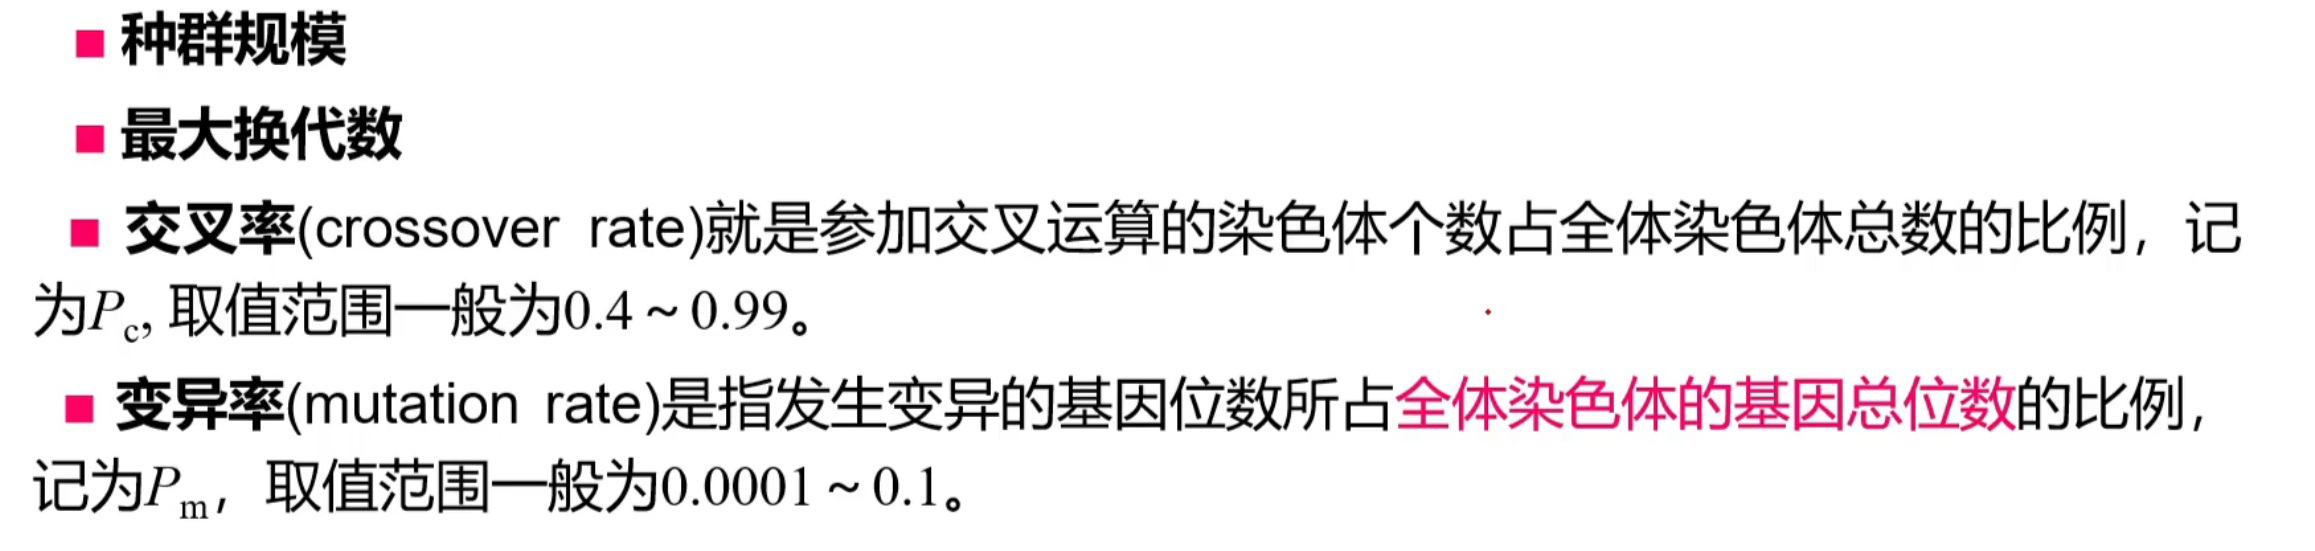 ■ 种群规模
■ 最大换代数
■ 交叉率(crossover rate)就是参加交叉运算的染色体个数占全体染色体总数的比例，记
为Pc, 取值范围一般为0.4～0.99。
■ 变异率(mutation rate)是指发生变异的基因位数所占全体染色体的基因总位数的比例，
记为Pm，取值范围一般为0.0001～0.1。